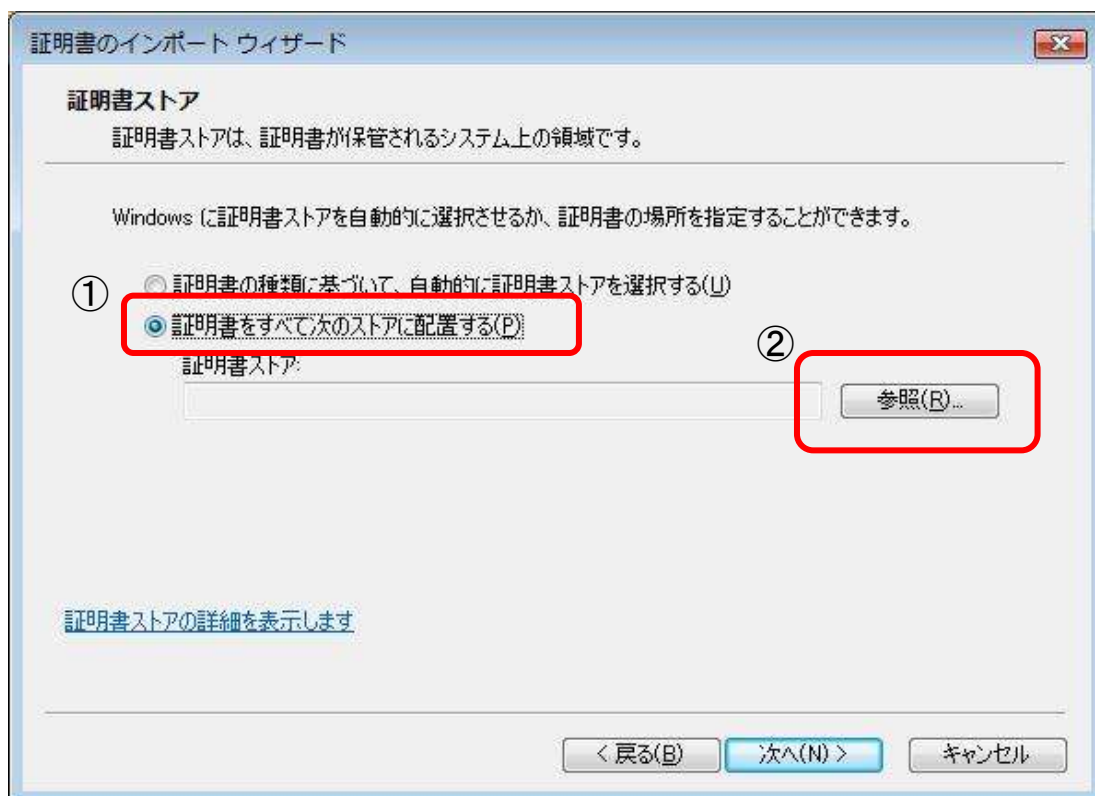 証明書のインポート ウィザード
証明書ストア
証明書ストアは、証明書が保管されるシステム上の領域です。
Windows に証明書ストアを自動的に選択させるか、証明書の場所を指定することができます。
①
証明書の種類に基づいて、自動的に証明書ストアを選択する(U)
証明書をすべて次のストアに配置する(P)
②
証明書ストア:
参照(R)...
証明書ストアの詳細を表示します
< 戻る(B)
次へ(N) >
キャンセル